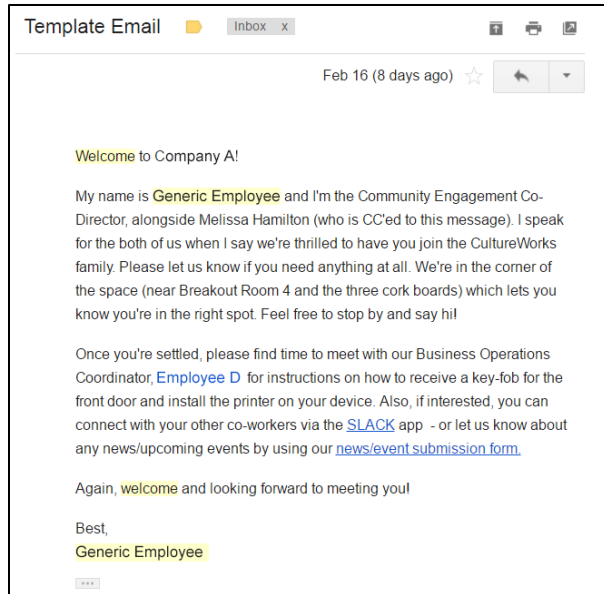 Template Email Inbox x
Feb 16 (8 days ago)
Welcome to Company A!
My name is Generic Employee and I'm the Community Engagement Co-
Director, alongside Melissa Hamilton (who is CC'ed to this message). I speak
for the both of us when I say we're thrilled to have you join the CultureWorks
family. Please let us know if you need anything at all. We're in the corner of
the space (near Breakout Room 4 and the three cork boards) which lets you
know you're in the right spot. Feel free to stop by and say hi!
Once you're settled, please find time to meet with our Business Operations
Coordinator, Employee D for instructions on how to receive a key-fob for the
front door and install the printer on your device. Also, if interested, you can
connect with your other co-workers via the SLACK app - or let us know about
any news/upcoming events by using our news/event submission form.
Again, welcome and looking forward to meeting you!
Best,
Generic Employee